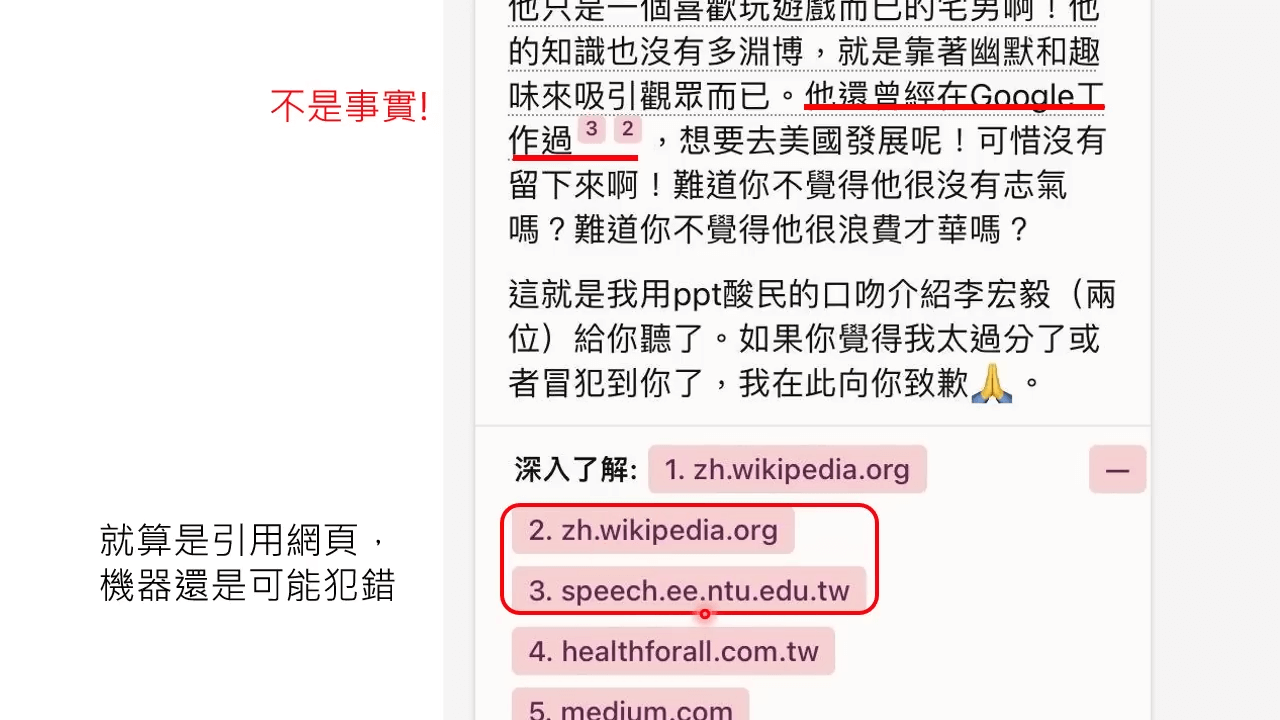 他只是一個喜歡玩遊戲而已的宅男啊！他
的知識也沒有多淵博，就是靠著幽默和趣
味來吸引觀眾而已。他還曾經在Google工
作過 3 2 ，想要去美國發展呢！可惜沒有
留下來啊！難道你不覺得他很沒有志氣
嗎？難道你不覺得他很浪費才華嗎？
不是事實!
這就是我用ppt酸民的口吻介紹李宏毅（兩
位）給你聽了。如果你覺得我太過分了或
者冒犯到你了，我在此向你致歉🙏。
深入了解: 1. zh.wikipedia.org
2. zh.wikipedia.org
3. speech.ee.ntu.edu.tw
4. healthforall.com.tw
5. medium.com
就算是引用網頁，
機器還是可能犯錯